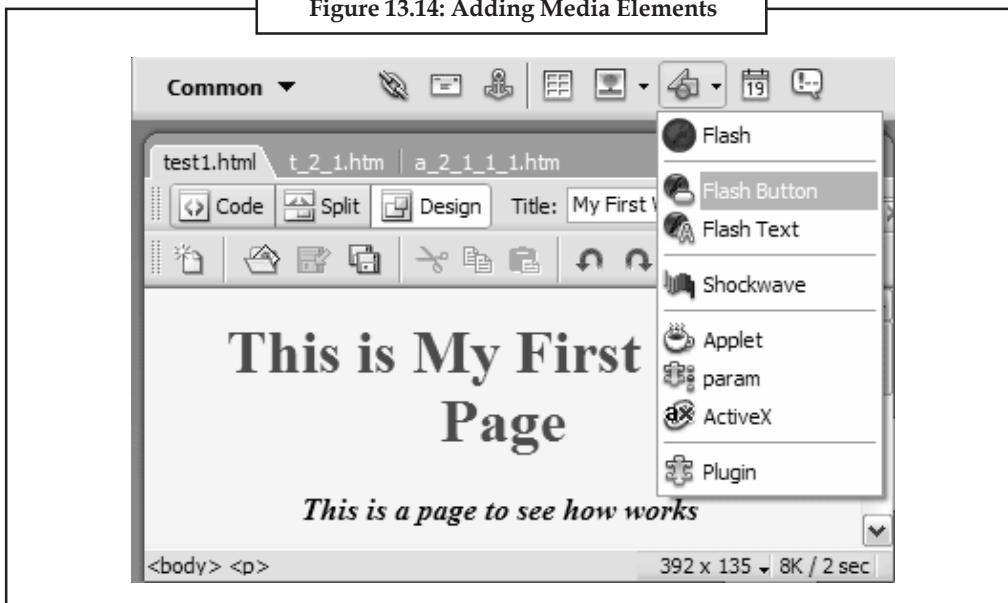 Figure 13.14: Adding Media Elements
Common
19
Flash
test1.html t_2_1.htm a_2_1_1_1.htm
Flash Button
Code Split Design Title: My First
Flash Text
Shockwave
This is My First
Page
Applet
param
ActiveX
Plugin
This is a page to see how works
<body> <p> 392 x 135 8K / 2 sec